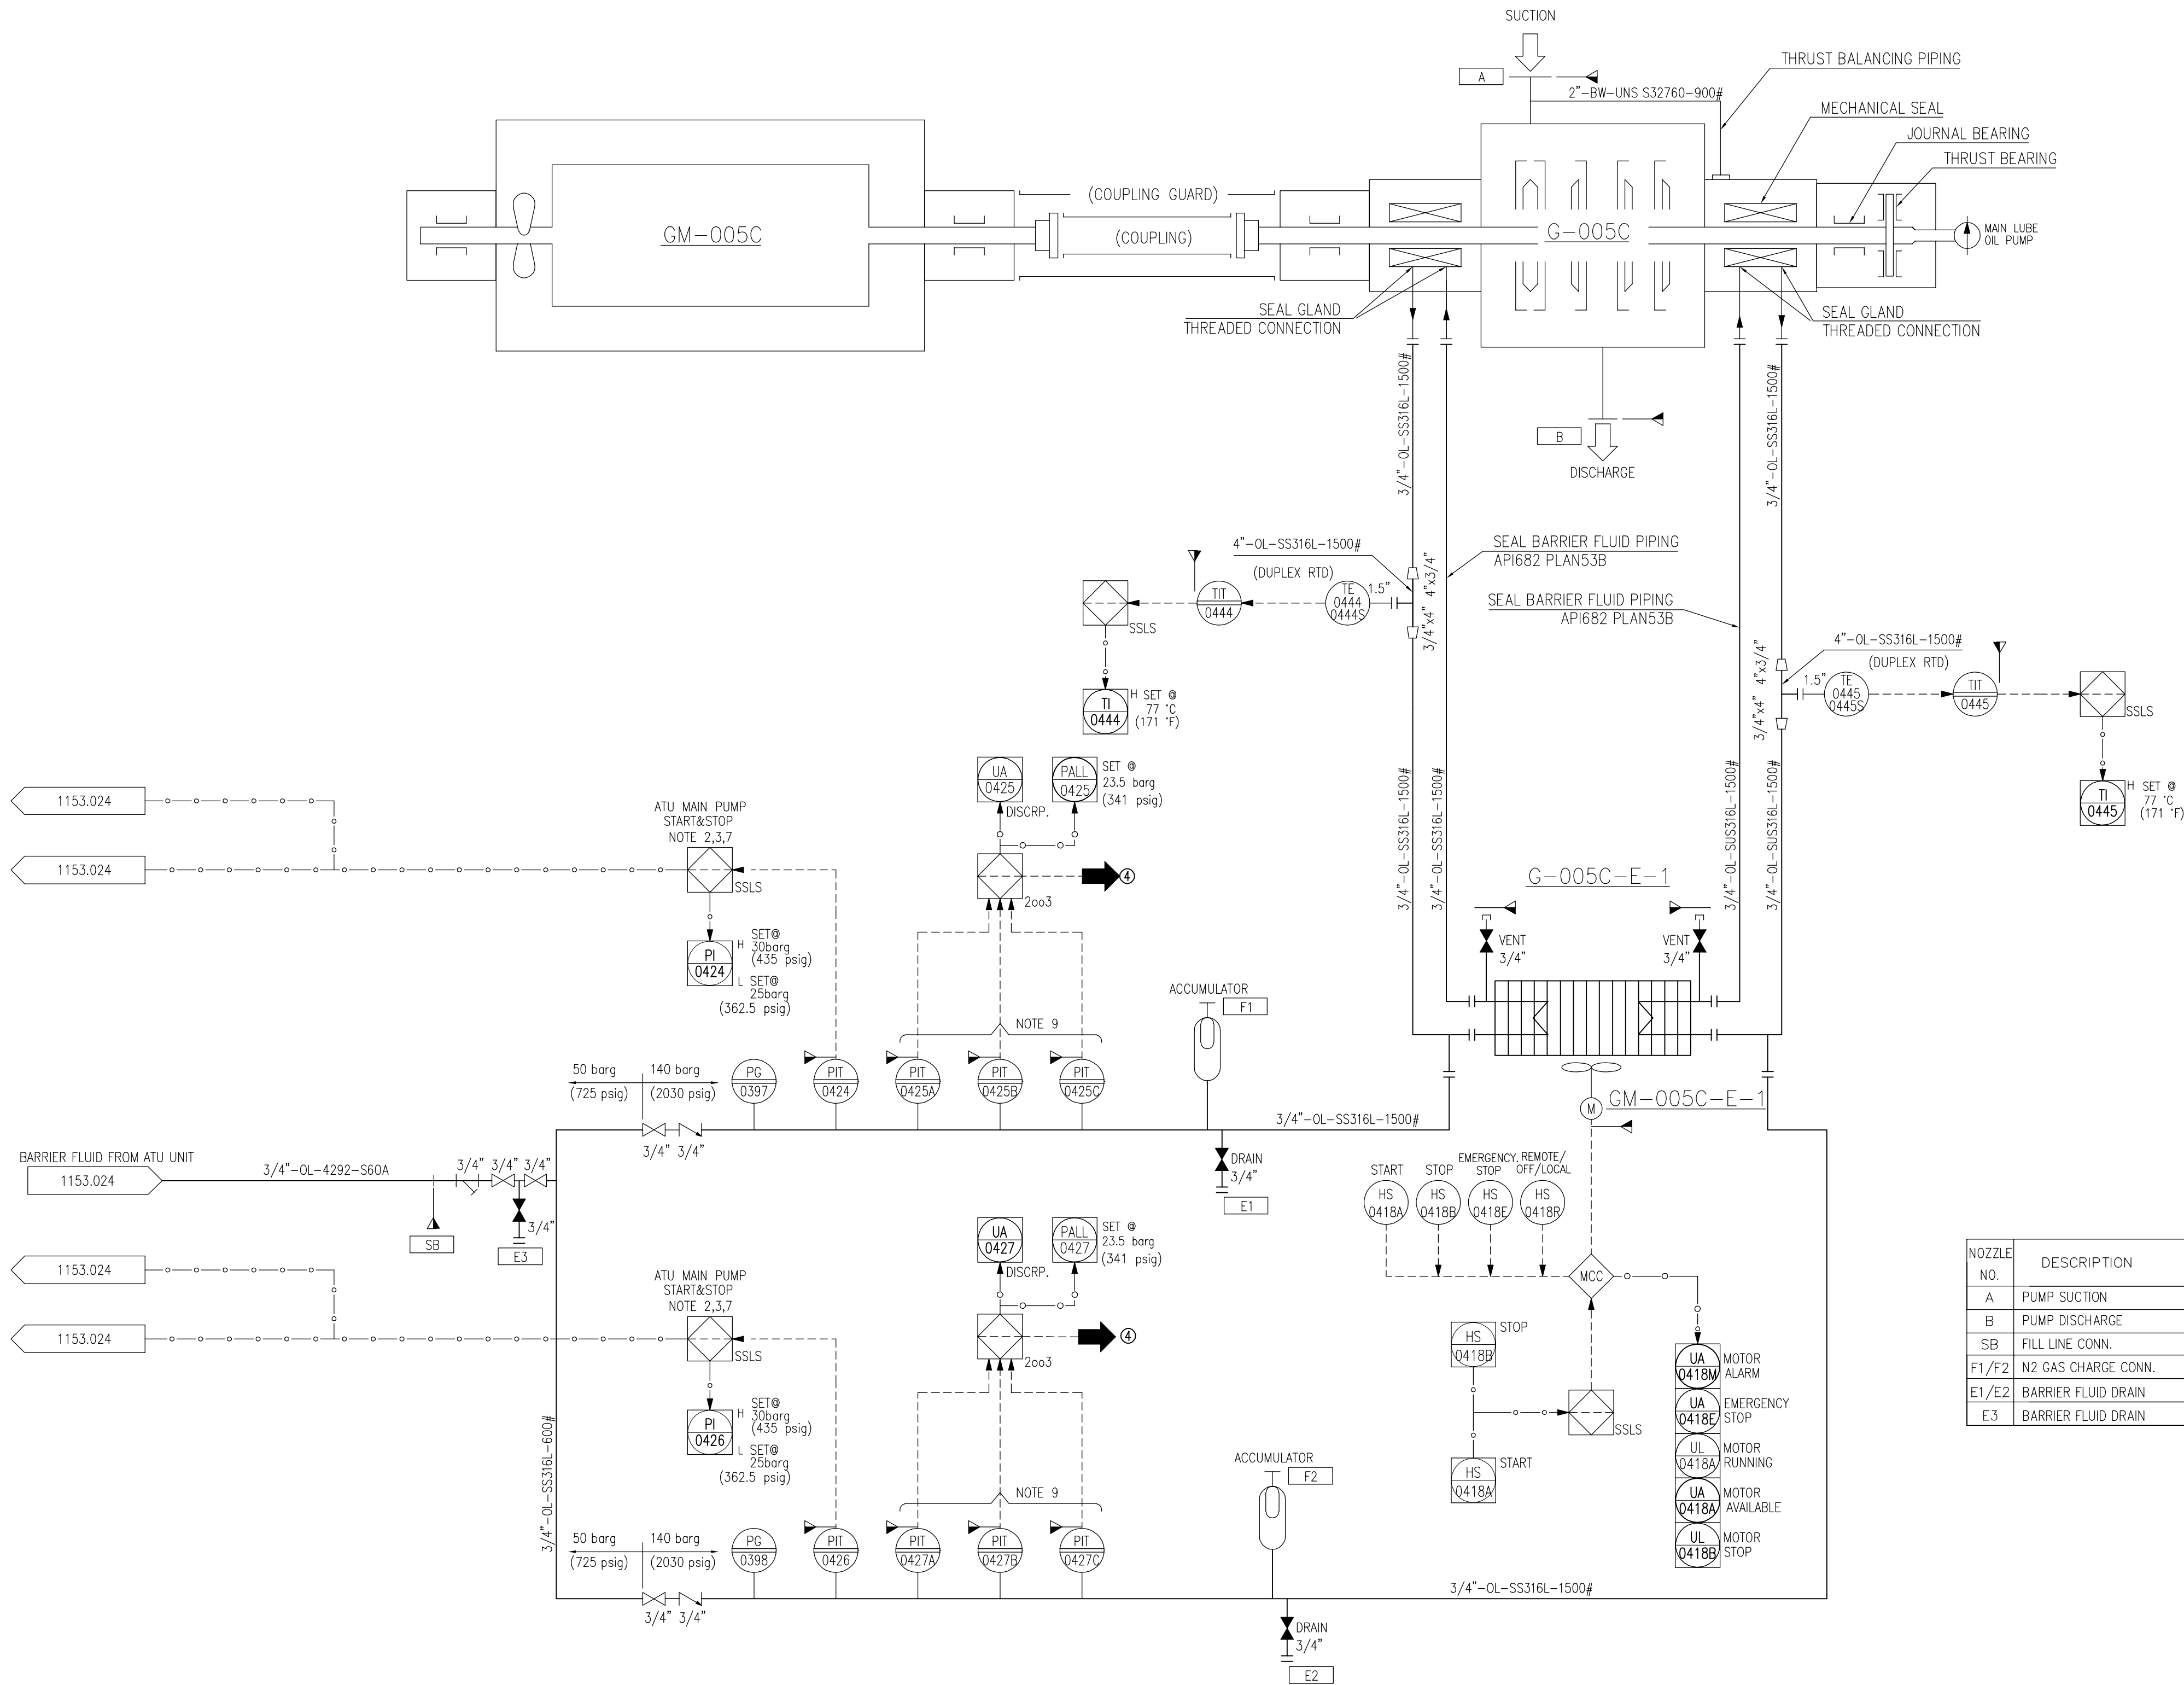 SUCTION
A
THRUST BALANCING PIPING
2"-BW-UNS S32760-900#
MECHANICAL SEAL
JOURNAL BEARING
THRUST BEARING
(COUPLING GUARD)
GM-005C
(COUPLING)
G-005C
MAIN LUBE
OIL PUMP
SEAL GLAND
THREADED CONNECTION
SEAL GLAND
THREADED CONNECTION
B
DISCHARGE
3/4"-OL-SS316L-1500#
3/4"-OL-SS316L-1500#
4"-OL-SS316L-1500#
(DUPLEX RTD)
SEAL BARRIER FLUID PIPING
API682 PLAN53B
SEAL BARRIER FLUID PIPING
API682 PLAN53B
TIT
0444
TE
0444
0444S
1.5"
3/4"x4" 4"x3/4"
SSLS
TI
0444
H SET @
77 °C
(171 °F)
4"-OL-SS316L-1500#
(DUPLEX RTD)
3/4"x4" 4"x3/4"
1.5"
TE
0445
0445S
TIT
0445
SSLS
TI
0445
H SET @
77 °C
(171 °F)
1153.024
1153.024
ATU MAIN PUMP
START&STOP
NOTE 2,3,7
SSLS
PI
0424
H SET@
30barg
(435 psig)
L SET@
25barg
(362.5 psig)
UA
0425
DISCRP.
PALL
0425
SET @
23.5 barg
(341 psig)
4
2oo3
NOTE 9
3/4"-OL-SS316L-1500#
3/4"-OL-SS316L-1500#
3/4"-OL-SUS316L-1500#
3/4"-OL-SUS316L-1500#
G-005C-E-1
VENT
3/4"
VENT
3/4"
ACCUMULATOR
F1
50 barg
(725 psig)
140 barg
(2030 psig)
PG
0397
PIT
0424
PIT
0425A
PIT
0425B
PIT
0425C
3/4" 3/4"
3/4"-OL-SS316L-1500#
M
GM-005C-E-1
BARRIER FLUID FROM ATU UNIT
1153.024
3/4"-OL-4292-S60A
3/4" 3/4" 3/4"
SB
3/4"
E3
DRAIN
3/4"
E1
START
STOP
EMERGENCY
STOP
REMOTE/
OFF/LOCAL
HS
0418A
HS
0418B
HS
0418E
HS
0418R
MCC
1153.024
1153.024
ATU MAIN PUMP
START&STOP
NOTE 2,3,7
SSLS
PI
0426
H SET@
30barg
(435 psig)
L SET@
25barg
(362.5 psig)
UA
0427
DISCRP.
PALL
0427
SET @
23.5 barg
(341 psig)
4
2oo3
NOTE 9
HS
0418B
STOP
SSLS
HS
0418A
START
UA
0418M
MOTOR
ALARM
UA
0418E
EMERGENCY
STOP
UL
0418A
MOTOR
RUNNING
UA
0418A
MOTOR
AVAILABLE
UL
0418B
MOTOR
STOP
ACCUMULATOR
F2
3/4"-OL-SS316L-600#
50 barg
(725 psig)
140 barg
(2030 psig)
PG
0398
PIT
0426
PIT
0427A
PIT
0427B
PIT
0427C
3/4" 3/4"
3/4"-OL-SS316L-1500#
DRAIN
3/4"
E2
NOZZLE NO. DESCRIPTION
A PUMP SUCTION
B PUMP DISCHARGE
SB FILL LINE CONN.
F1/F2 N2 GAS CHARGE CONN.
E1/E2 BARRIER FLUID DRAIN
E3 BARRIER FLUID DRAIN